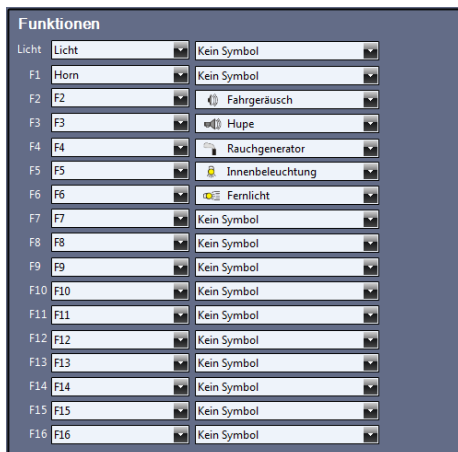 Funktionen
Licht Licht Kein Symbol
F1 Horn Kein Symbol
F2 F2 Fahrgeräusch
F3 F3 Hupe
F4 F4 Rauchgenerator
F5 F5 Innenbeleuchtung
F6 F6 Fernlicht
F7 F7 Kein Symbol
F8 F8 Kein Symbol
F9 F9 Kein Symbol
F10 F10 Kein Symbol
F11 F11 Kein Symbol
F12 F12 Kein Symbol
F13 F13 Kein Symbol
F14 F14 Kein Symbol
F15 F15 Kein Symbol
F16 F16 Kein Symbol